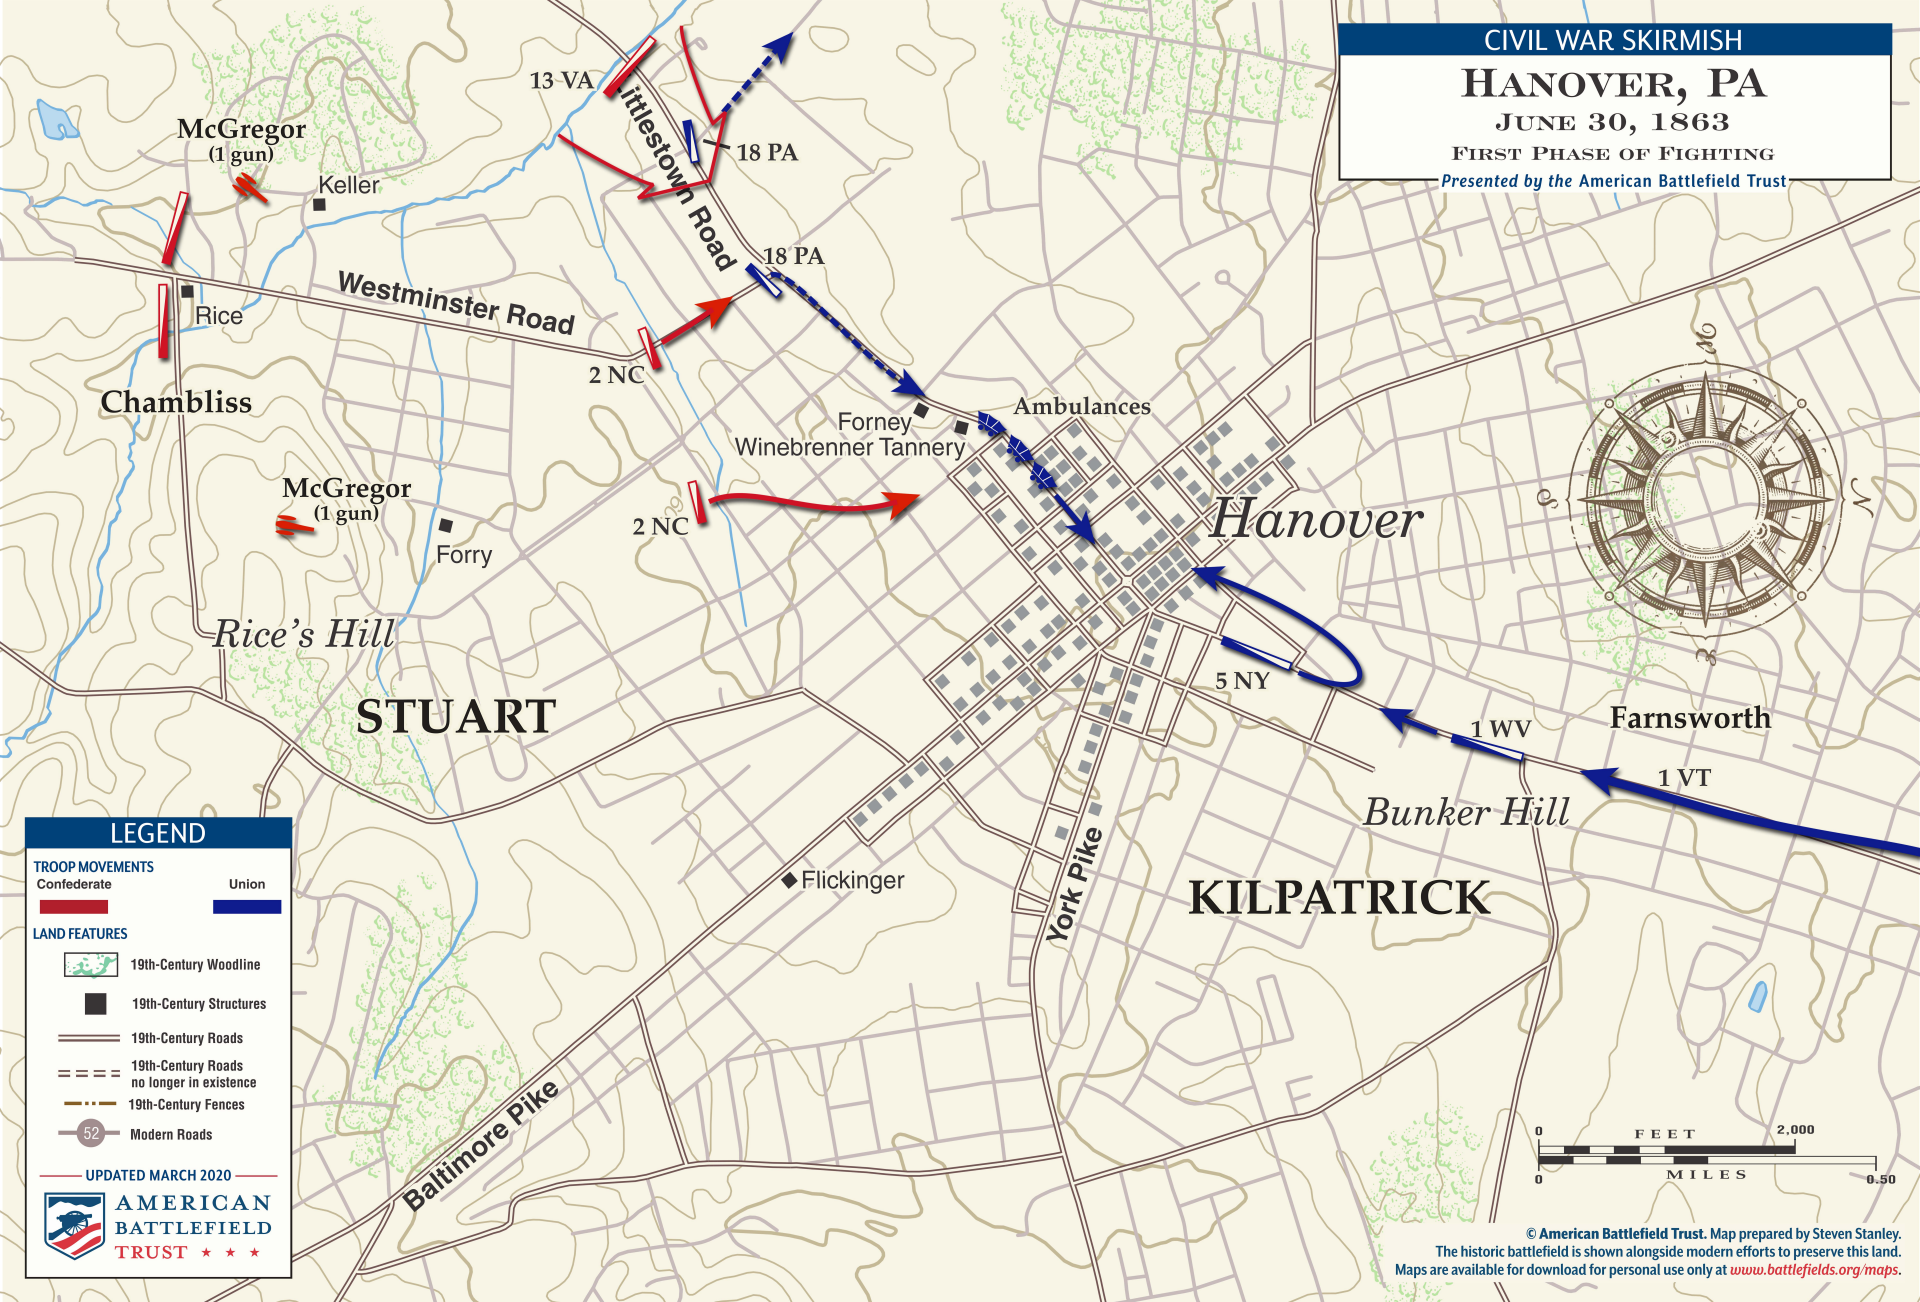 CIVIL WAR SKIRMISH
HANOVER, PA
JUNE 30, 1863
FIRST PHASE OF FIGHTING
Presented by the American Battlefield Trust
13 VA
Littlestown Road
18 PA
18 PA
McGregor
(1 gun)
Keller
Westminster Road
Rice
Chambliss
2 NC
Forney
Winebrenner Tannery
Ambulances
2 NC
McGregor
(1 gun)
Forry
Rice's Hill
STUART
Hanover
5 NY
1 WV
Farnsworth
1 VT
Bunker Hill
KILPATRICK
Flickinger
York Pike
Baltimore Pike
W
N
S
E
LEGEND
TROOP MOVEMENTS
Confederate
Union
LAND FEATURES
19th-Century Woodline
19th-Century Structures
19th-Century Roads
19th-Century Roads
no longer in existence
19th-Century Fences
52
Modern Roads
UPDATED MARCH 2020
AMERICAN
BATTLEFIELD
TRUST
0
FEET
2,000
0
MILES
0.50
© American Battlefield Trust. Map prepared by Steven Stanley.
The historic battlefield is shown alongside modern efforts to preserve this land.
Maps are available for download for personal use only at www.battlefields.org/maps.